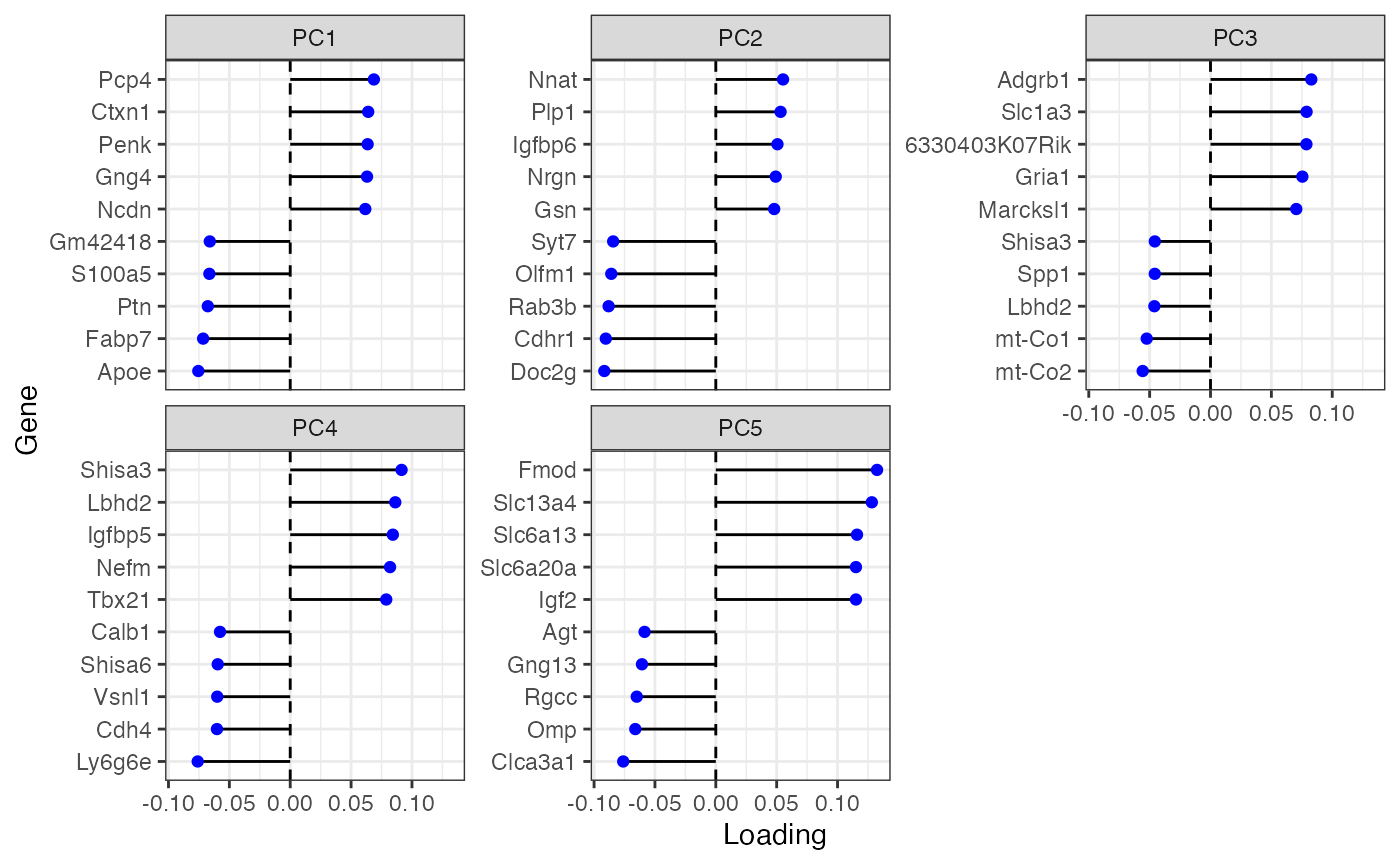 PC1
Pcp4
Ctxn1
Penk
Gng4
Ncdn
Gm42418
S100a5
Ptn
Fabp7
Apoe
PC2
Nnat
Plp1
Igfbp6
Nrgn
Gsn
Syt7
Olfm1
Rab3b
Cdhr1
Doc2g
PC3
Adgrb1
Slc1a3
6330403K07Rik
Gria1
Marcksl1
Shisa3
Spp1
Lbhd2
mt-Co1
mt-Co2
-0.10 -0.05 0.00 0.05 0.10
PC4
Shisa3
Lbhd2
Igfbp5
Nefm
Tbx21
Calb1
Shisa6
Vsnl1
Cdh4
Ly6g6e
-0.10 -0.05 0.00 0.05 0.10
PC5
Fmod
Slc13a4
Slc6a13
Slc6a20a
Igf2
Agt
Gng13
Rgcc
Omp
Clca3a1
-0.10 -0.05 0.00 0.05 0.10
Gene
Loading